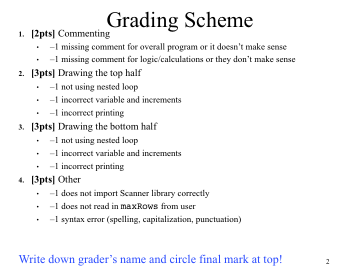 Grading Scheme
1. [2pts] Commenting
• –1 missing comment for overall program or it doesn't make sense
• –1 missing comment for logic/calculations or they don't make sense
2. [3pts] Drawing the top half
• –1 not using nested loop
• –1 incorrect variable and increments
• –1 incorrect printing
3. [3pts] Drawing the bottom half
• –1 not using nested loop
• –1 incorrect variable and increments
• –1 incorrect printing
4. [3pts] Other
• –1 does not import Scanner library correctly
• –1 does not read in maxRows from user
• –1 syntax error (spelling, capitalization, punctuation)
Write down grader's name and circle final mark at top!
2